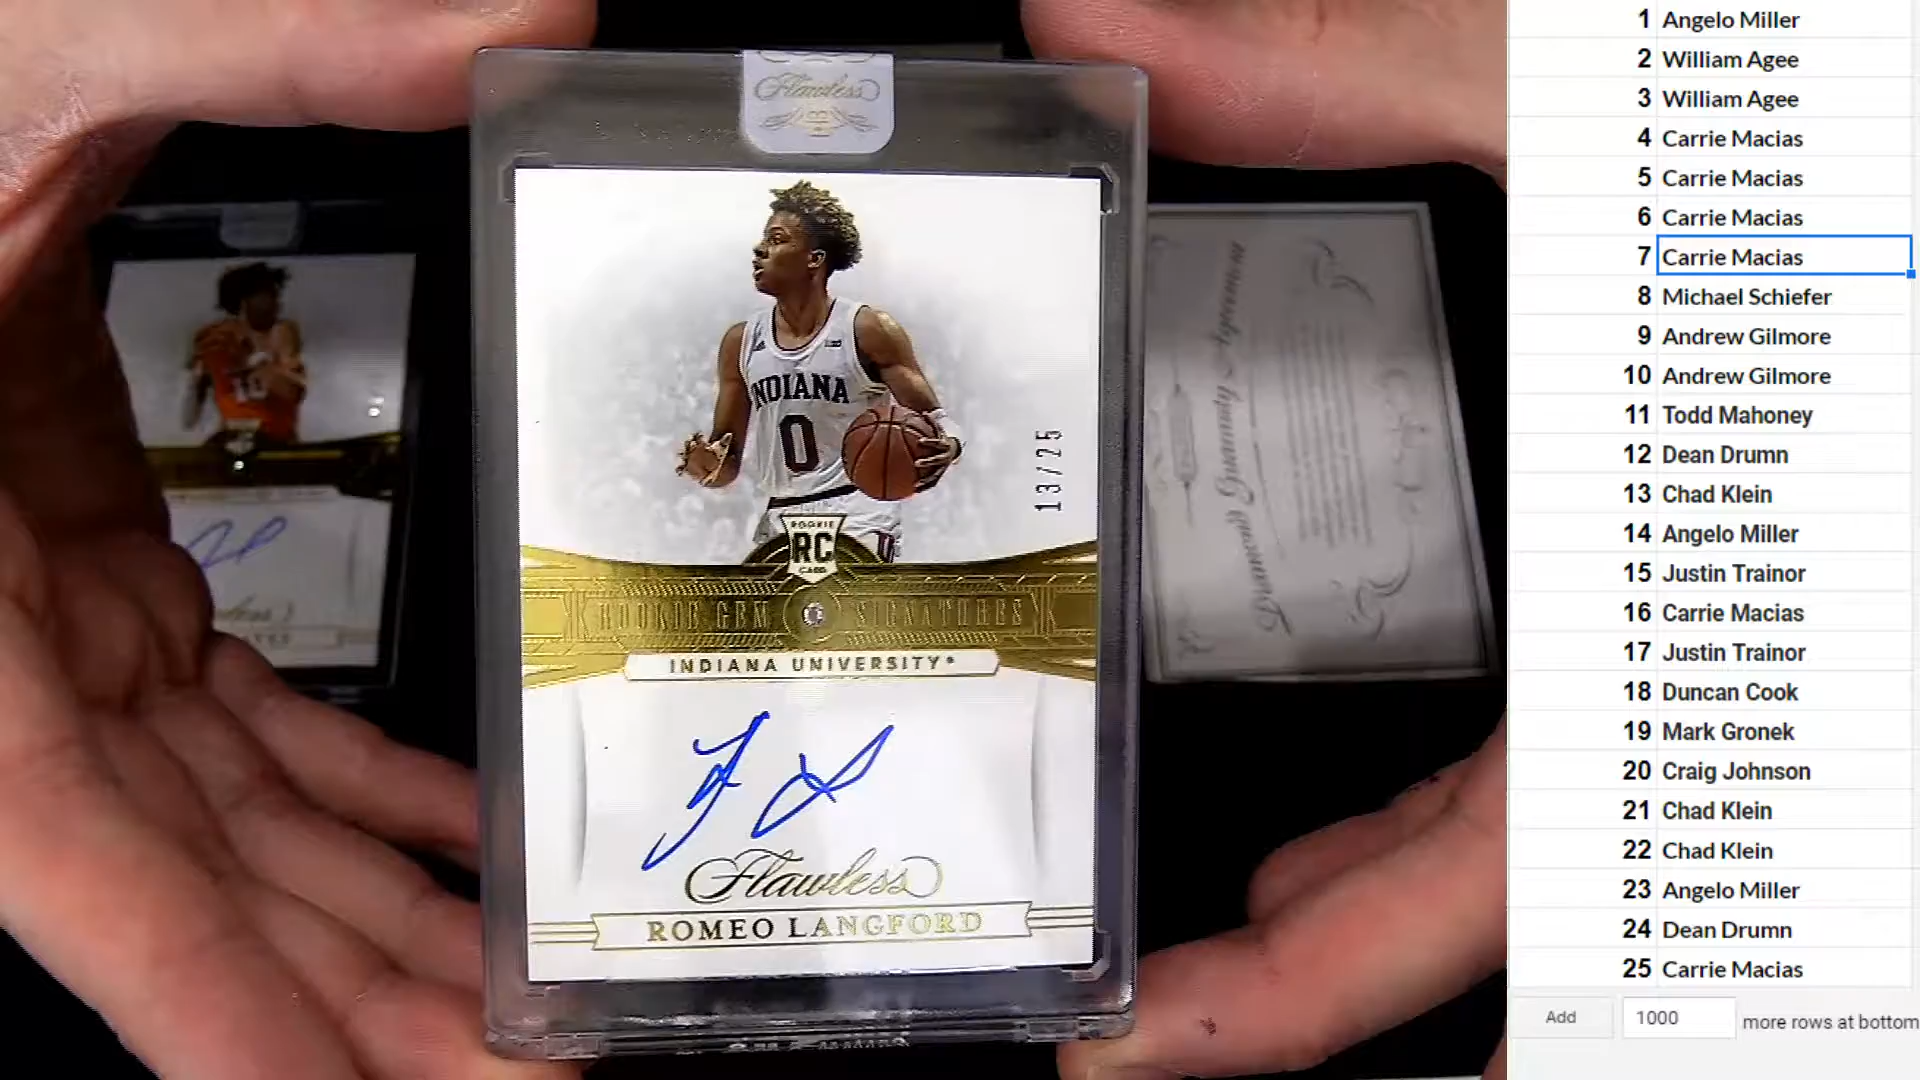 Flawless
INDIANA
0
13/25
ROOKIE
RC
CARD
ROOKIE GEM SIGNATURES
INDIANA UNIVERSITY
Flawless
ROMEO LANGFORD
10
Diamond Guaranty Agreement
1 Angelo Miller
2 William Agee
3 William Agee
4 Carrie Macias
5 Carrie Macias
6 Carrie Macias
7 Carrie Macias
8 Michael Schiefer
9 Andrew Gilmore
10 Andrew Gilmore
11 Todd Mahoney
12 Dean Drumn
13 Chad Klein
14 Angelo Miller
15 Justin Trainor
16 Carrie Macias
17 Justin Trainor
18 Duncan Cook
19 Mark Gronek
20 Craig Johnson
21 Chad Klein
22 Chad Klein
23 Angelo Miller
24 Dean Drumn
25 Carrie Macias
Add 1000 more rows at bottom